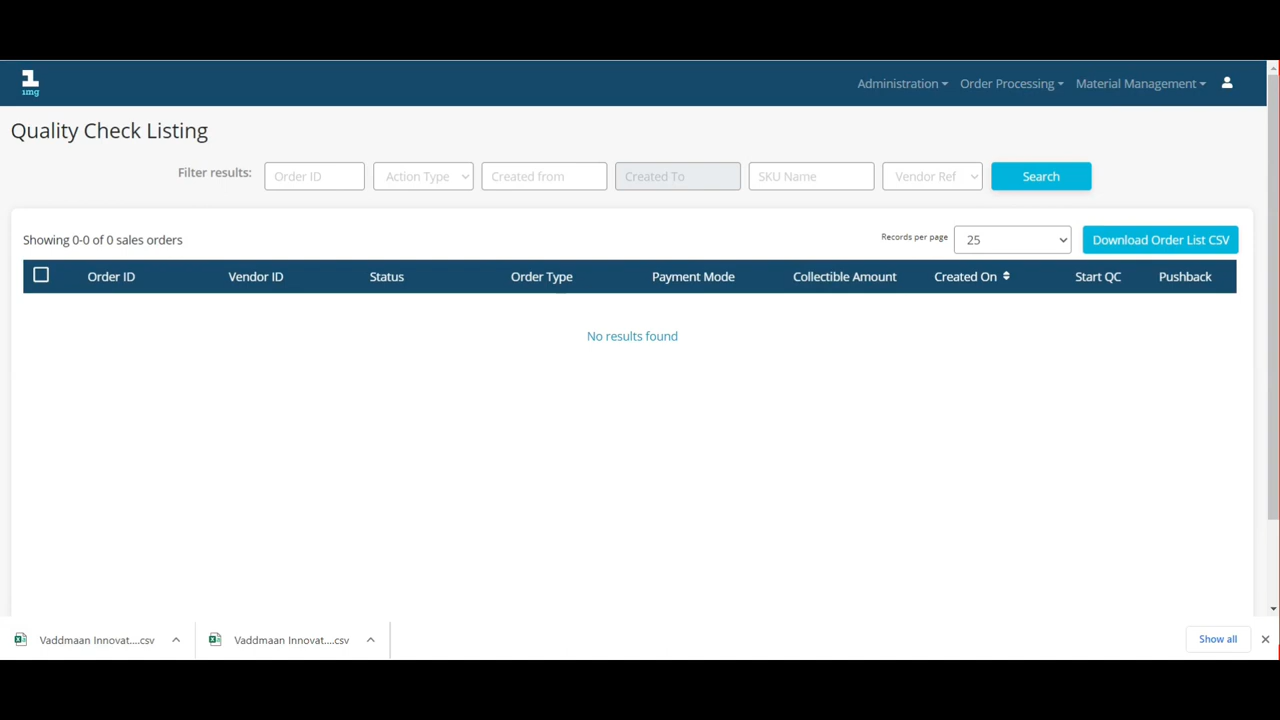 1
1mg
Administration Order Processing Material Management
Quality Check Listing
Filter results: Order ID Action Type Created from Created To SKU Name Vendor Ref Search
Showing 0-0 of 0 sales orders Records per page 25 Download Order List CSV
Order ID Vendor ID Status Order Type Payment Mode Collectible Amount Created On Start QC Pushback
No results found
Vaddmaan Innovat....csv Vaddmaan Innovat....csv Show all